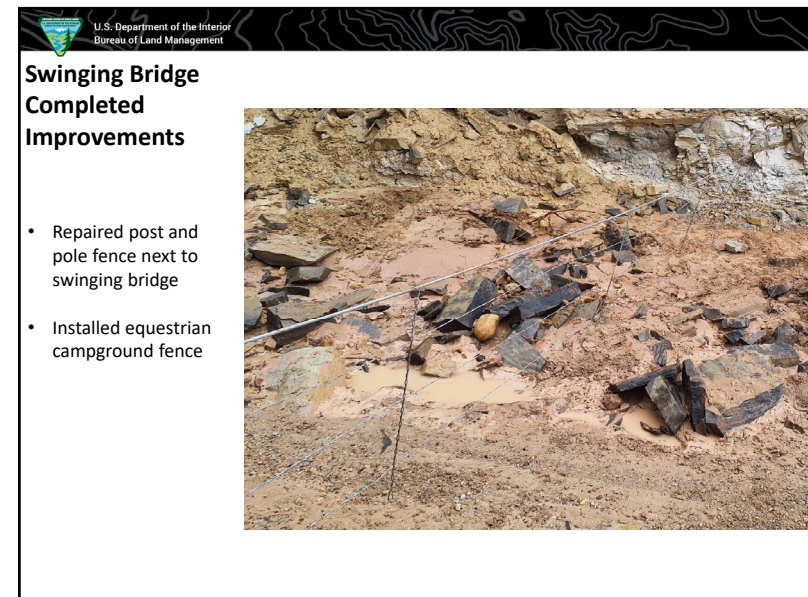 U.S. Department of the Interior
Bureau of Land Management
Swinging Bridge
Completed
Improvements
• Repaired post and
pole fence next to
swinging bridge
• Installed equestrian
campground fence